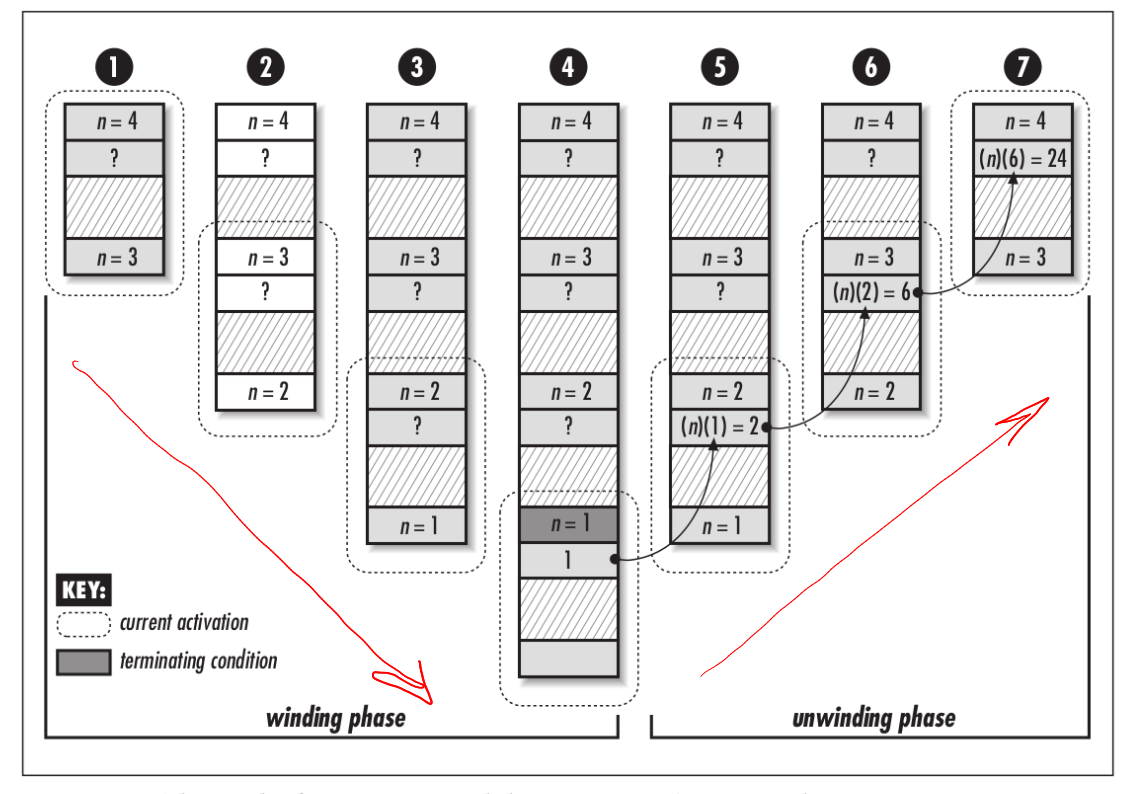 1 2 3 4 5 6 7
n = 4 n = 4 n = 4 n = 4 n = 4 n = 4 n = 4
? ? ? ? ? ? (n)(6) = 24
n = 3 n = 3 n = 3 n = 3 n = 3 n = 3 n = 3
? ? ? ? (n)(2) = 6
n = 2 n = 2 n = 2 n = 2 n = 2
? ? (n)(1) = 2
n = 1 n = 1 n = 1
1
KEY:
current activation
terminating condition
winding phase unwinding phase